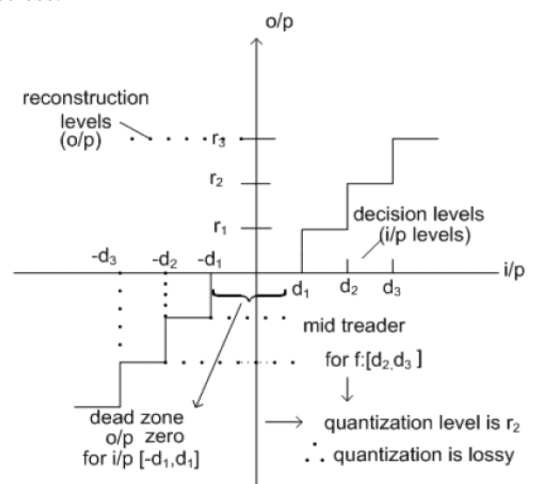 o/p
reconstruction
levels
(o/p)
r₃
r₂
r₁
decision levels
(i/p levels)
-d₃
-d₂
-d₁
i/p
d₁
d₂
d₃
mid treader
for f:[d₂,d₃ ]
dead zone
o/p zero
for i/p [-d₁,d₁]
→ quantization level is r₂
∴ quantization is lossy